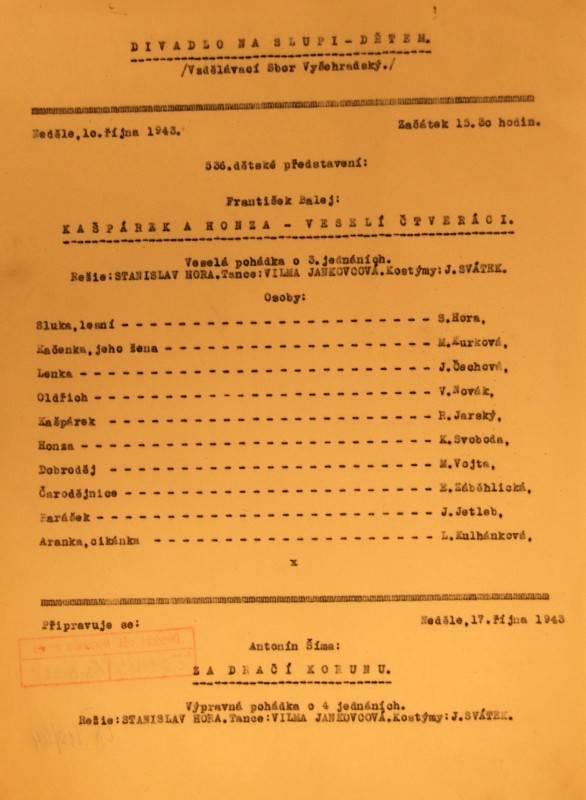 DIVADLO NA SLUPI-DĚTEM.
/Vzdělávací Sbor Vyšehradský./
Neděle, 10.října 1943. Začátek 15.30 hodin.
536.dětské představení:
František Balej:
KAŠPÁREK A HONZA - VESELÍ ČTVERÁCI.
Veselá pohádka o 3.jednáních.
Režie:STANISLAV HORA.Tance:VILMA JANKOVCOVÁ.Kostýmy:J.SVÁTEK.
Osoby:
Sluka,lesní - - - - - - - - - - - - - - - - - - - S.Hora,
Kačenka,jeho žena - - - - - - - - - - - - - - - - M.Kurková,
Lenka - - - - - - - - - - - - - - - - - - - - - - J.Čechová,
Oldřich - - - - - - - - - - - - - - - - - - - - - V.Novák,
Kašpárek - - - - - - - - - - - - - - - - - - - - R.Jarský,
Honza - - - - - - - - - - - - - - - - - - - - - - K.Svoboda,
Dobroděj - - - - - - - - - - - - - - - - - - - - M.Vojta,
Čarodějnice - - - - - - - - - - - - - - - - - - - E.Záběhlická,
Parášek - - - - - - - - - - - - - - - - - - - - - J.Jetleb,
Aranka,cikánka - - - - - - - - - - - - - - - - - L.Kulhánková,
x
Připravuje se: Neděle,17.října 1943
Antonín Šíma:
ZA DRAČÍ KORUNU.
Výpravná pohádka o 4 jednáních.
Režie:STANISLAV HORA.Tance:VILMA JANKOVCOVÁ.Kostýmy:J.SVÁTEK.